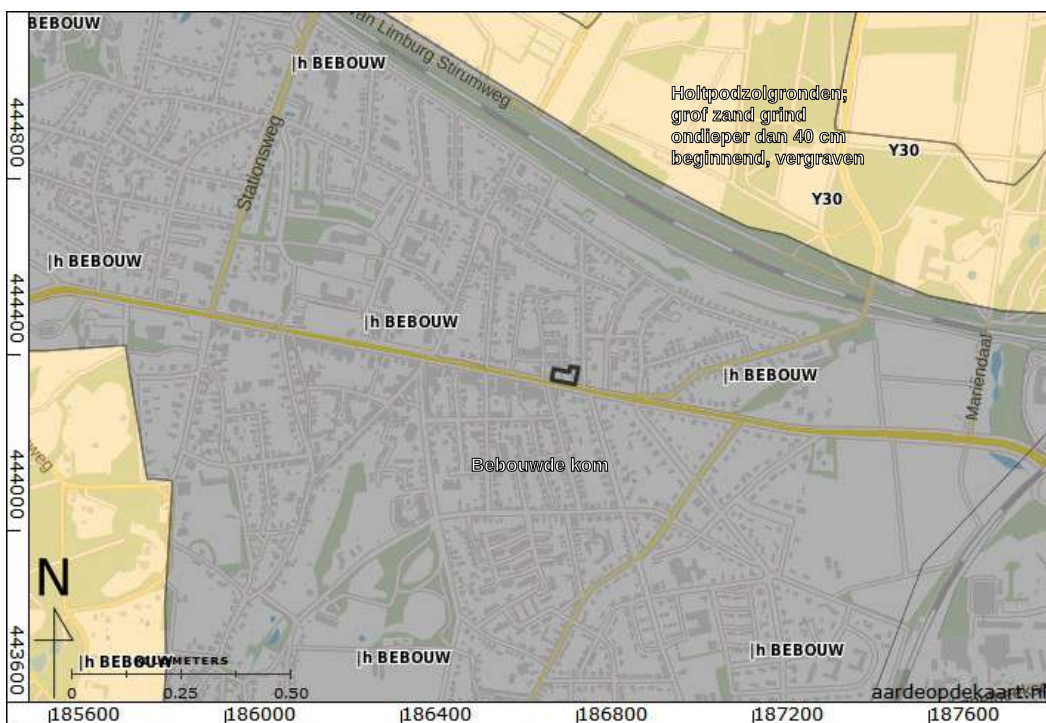 BEBOUW
van Limburg Stirumweg
|h BEBOUW
Holtpodzolgronden;
grof zand grind
ondieper dan 40 cm
beginnend, vergraven
Y30
Y30
Stationsweg
444800
|h BEBOUW
|h BEBOUW
444400
|h BEBOUW
Mariëndaal
weg
Bebouwde kom
444000
N
|h BEBOUW
|h BEBOUW
|h BEBOUW
443600
0 0.25 0.50
aardeopdekaart.nl
185600 186000 186400 186800 187200 187600